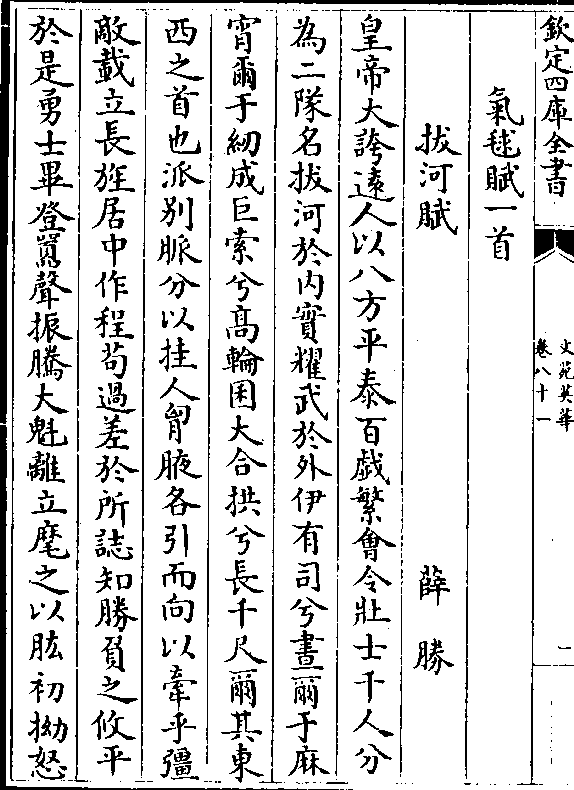 欽定四庫全書
文苑英華
卷八十一
二
氣毬賦一首
拔河賦
薛勝
皇帝大誇遠人以八方平泰百戲繁會令壯士千人分
為二隊名拔河於内實耀武於外伊有司兮晝爾于麻
宵爾于紉成巨索兮高輪囷大合拱兮長千尺爾其東
西之首也派别脈分以挂人胷腋各引而向以牽乎彊
敵載立長旌居中作程苟過差於所誌知勝負之攸平
於是勇士畢登嚚聲振騰大魁離立麾之以肱初拗怒